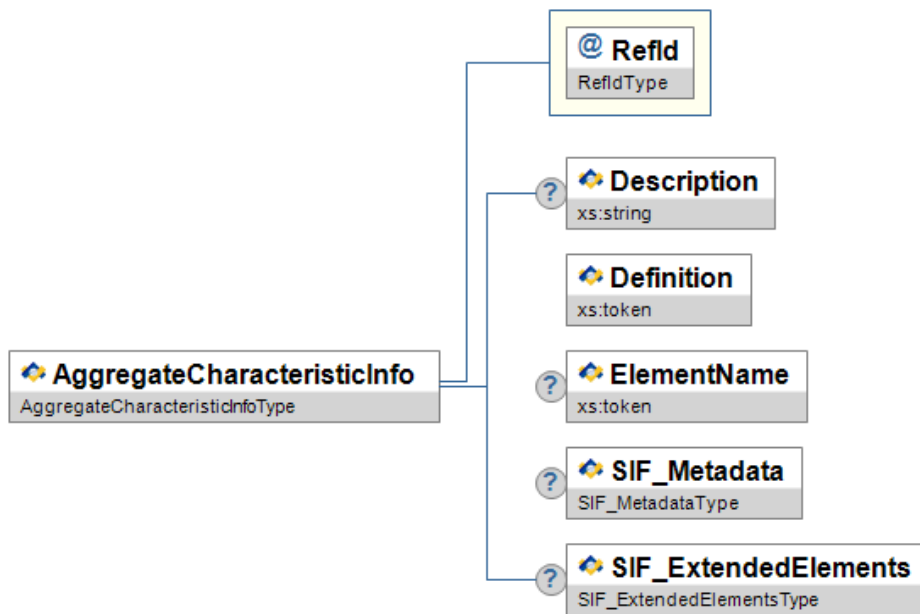 @ RefId
RefIdType
? Description
xs:string
Definition
xs:token
AggregateCharacteristicInfo
AggregateCharacteristicInfoType
? ElementName
xs:token
? SIF_Metadata
SIF_MetadataType
? SIF_ExtendedElements
SIF_ExtendedElementsType